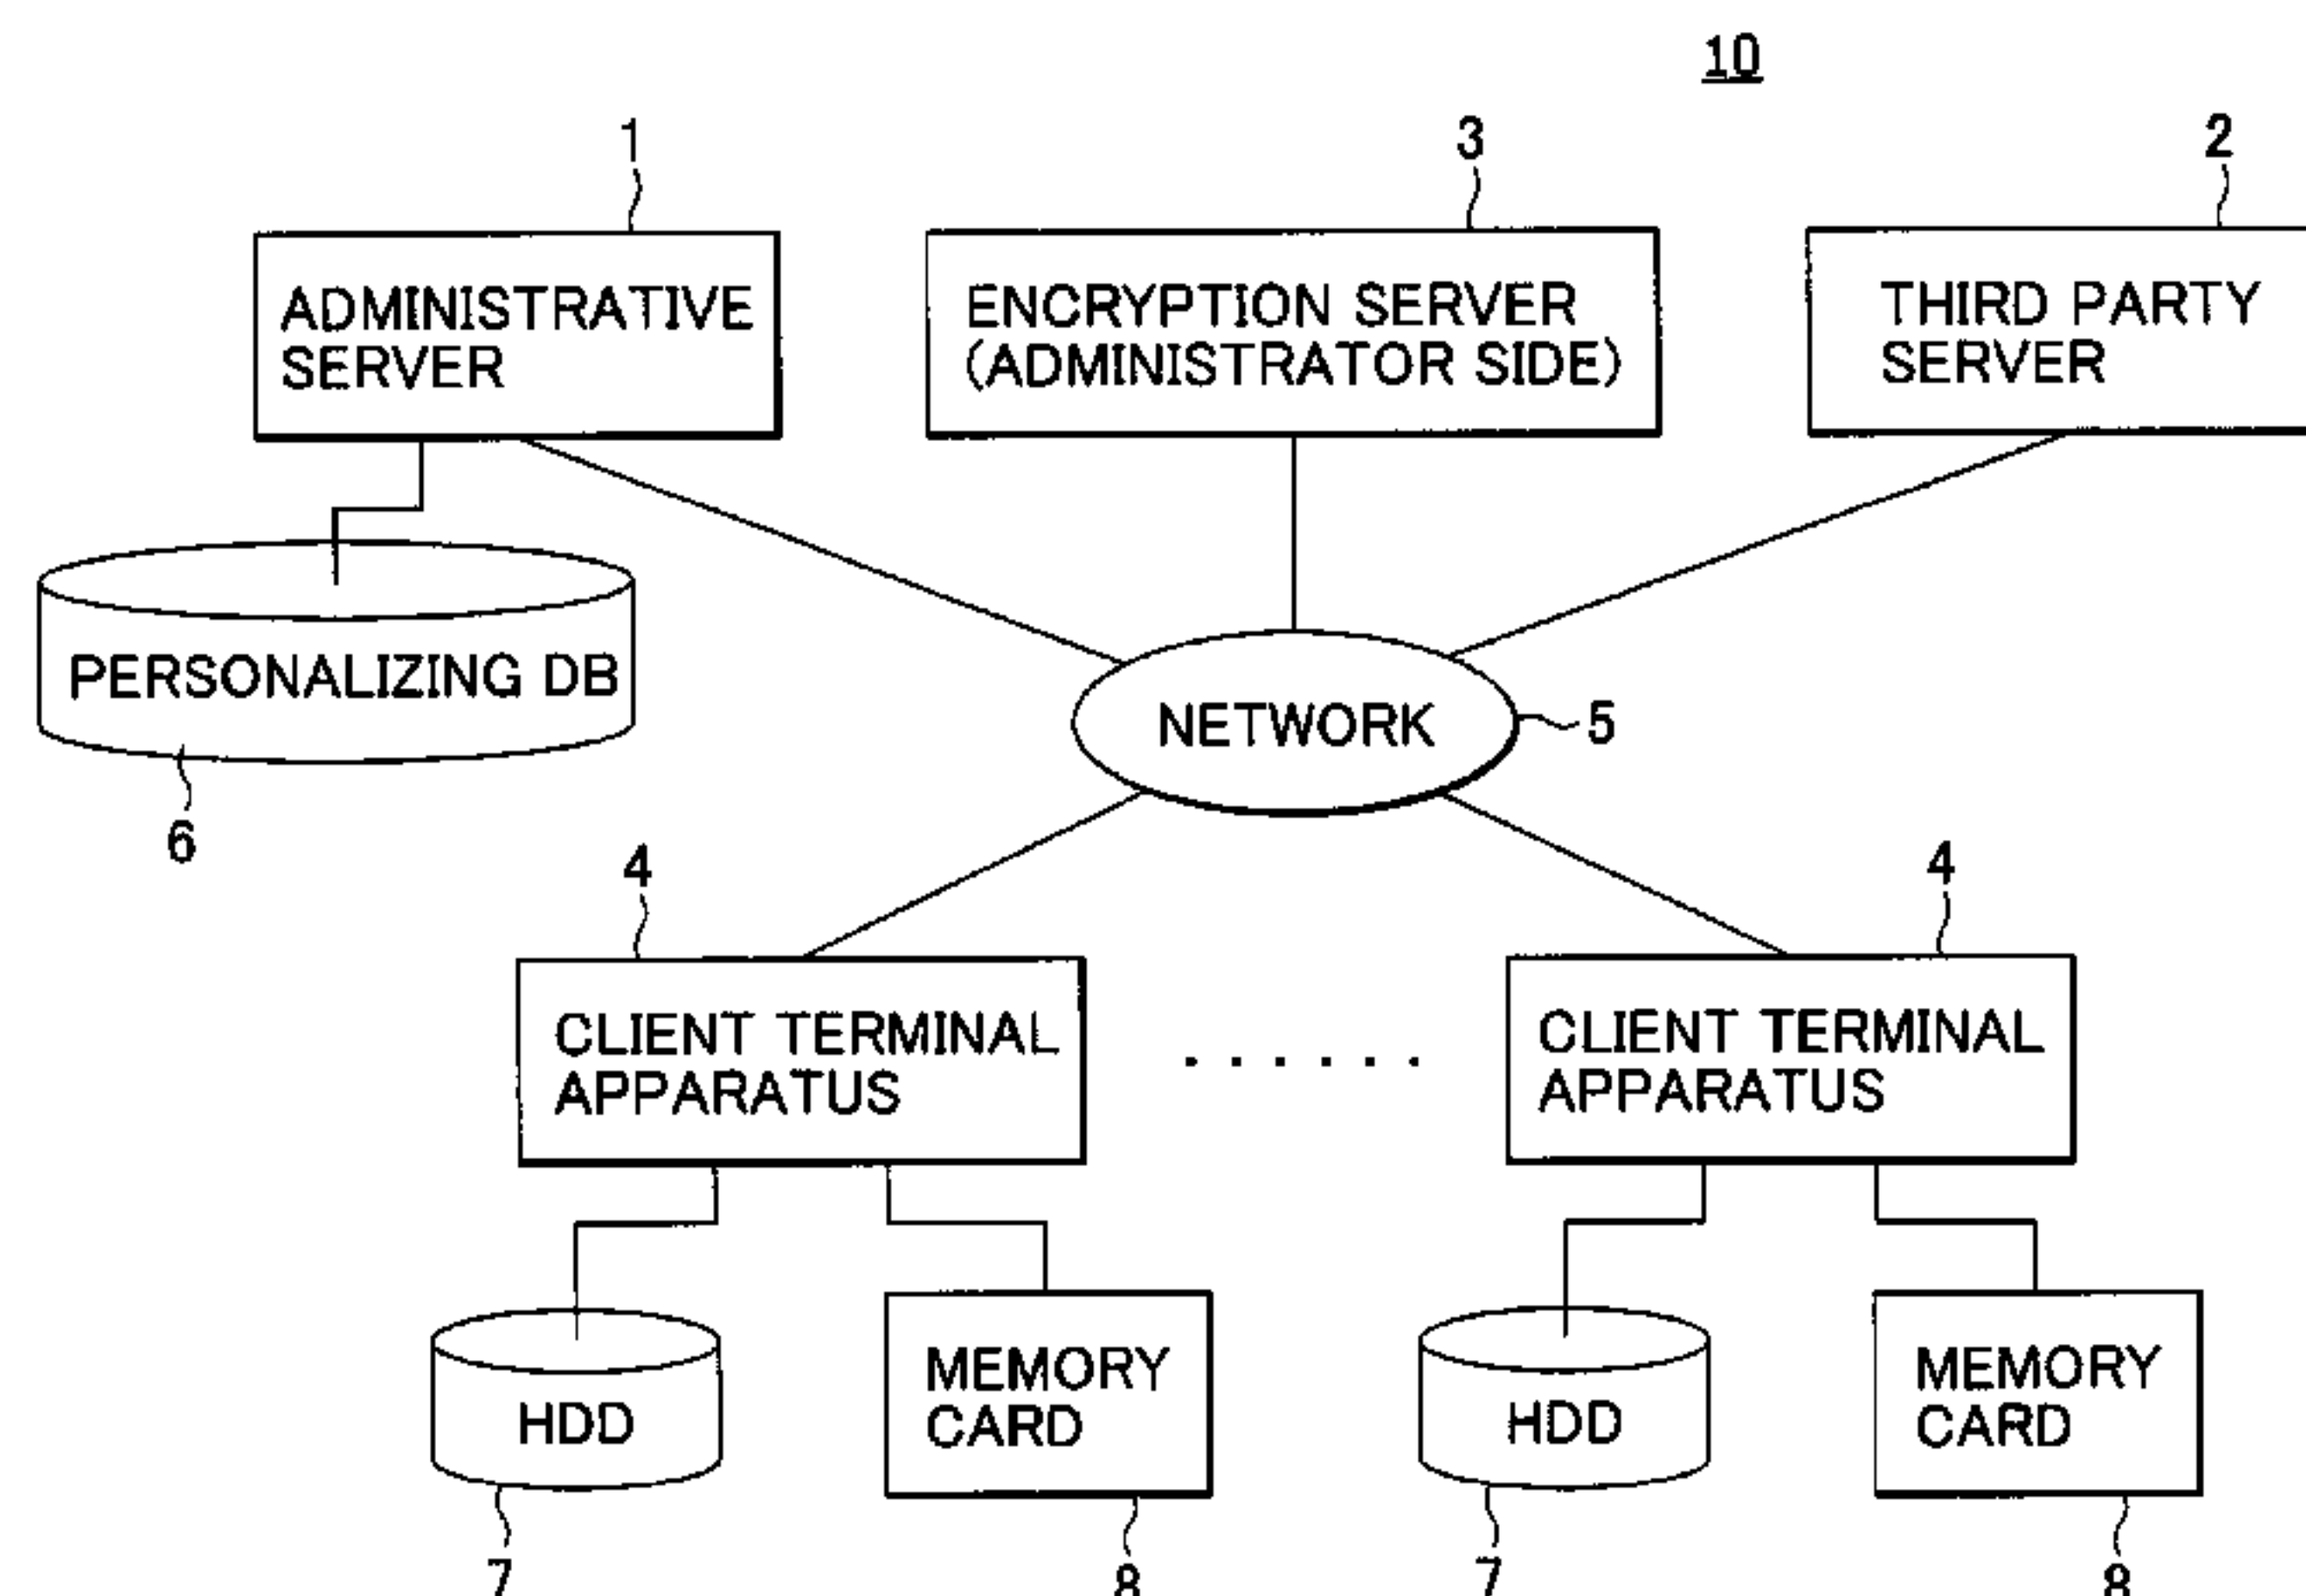 10
1
3
2
ADMINISTRATIVE
SERVER
ENCRYPTION SERVER
(ADMINISTRATOR SIDE)
THIRD PARTY
SERVER
PERSONALIZING DB
NETWORK
5
6
4
4
CLIENT TERMINAL
APPARATUS
......
CLIENT TERMINAL
APPARATUS
HDD
MEMORY
CARD
HDD
MEMORY
CARD
7
8
7
8